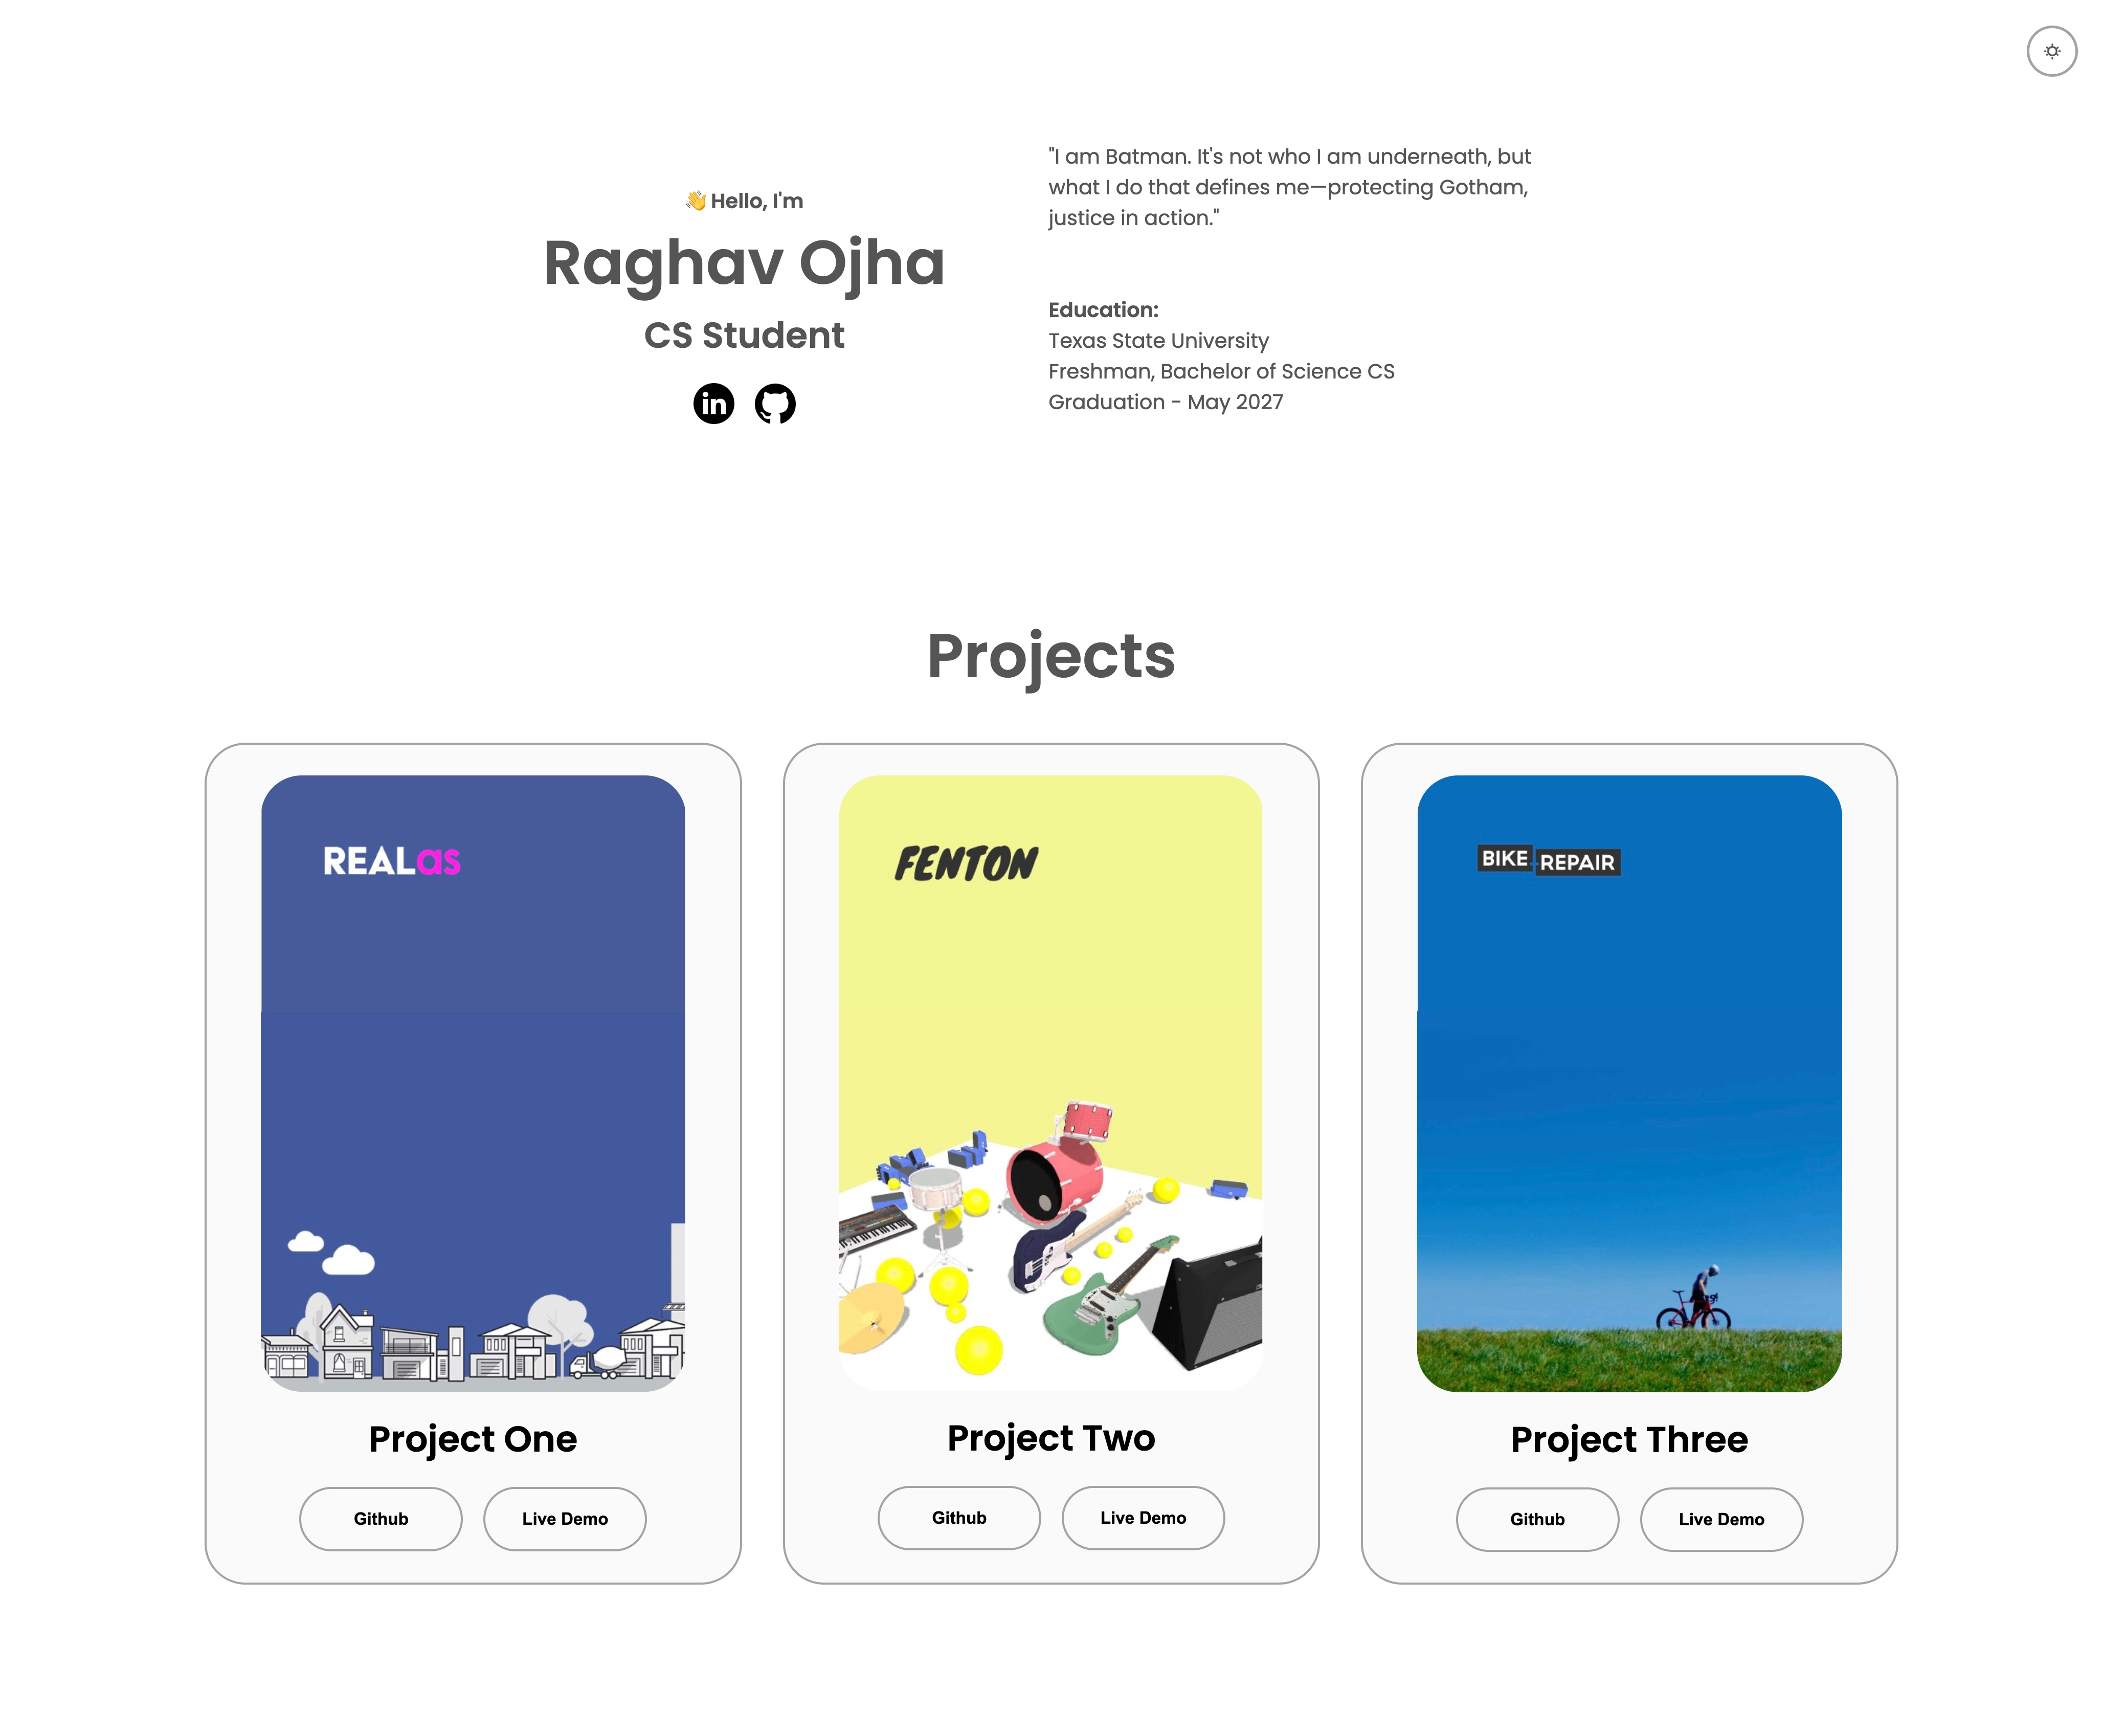 👋 Hello, I'm
Raghav Ojha
CS Student
in
"I am Batman. It's not who I am underneath, but
what I do that defines me—protecting Gotham,
justice in action."
Education:
Texas State University
Freshman, Bachelor of Science CS
Graduation - May 2027
Projects
REALas
Project One
Github Live Demo
FENTON
Project Two
Github Live Demo
BIKE REPAIR
Project Three
Github Live Demo